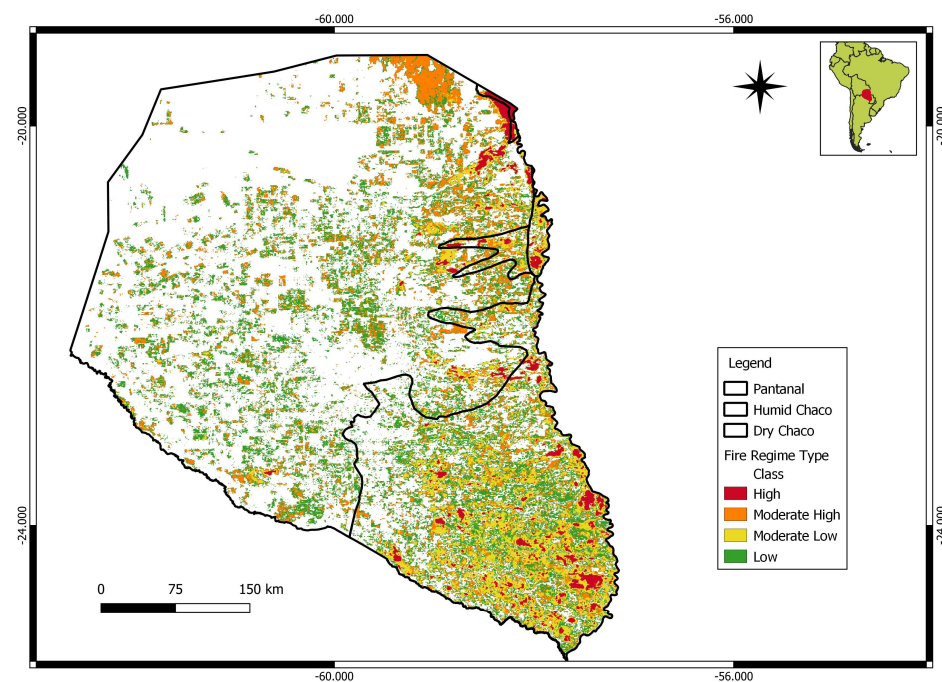 -60.000 -56.000
-20.000
-20.000
Legend
Pantanal
Humid Chaco
Dry Chaco
Fire Regime Type
Class
High
Moderate High
Moderate Low
Low
-24.000
-24.000
0 75 150 km
-60.000 -56.000